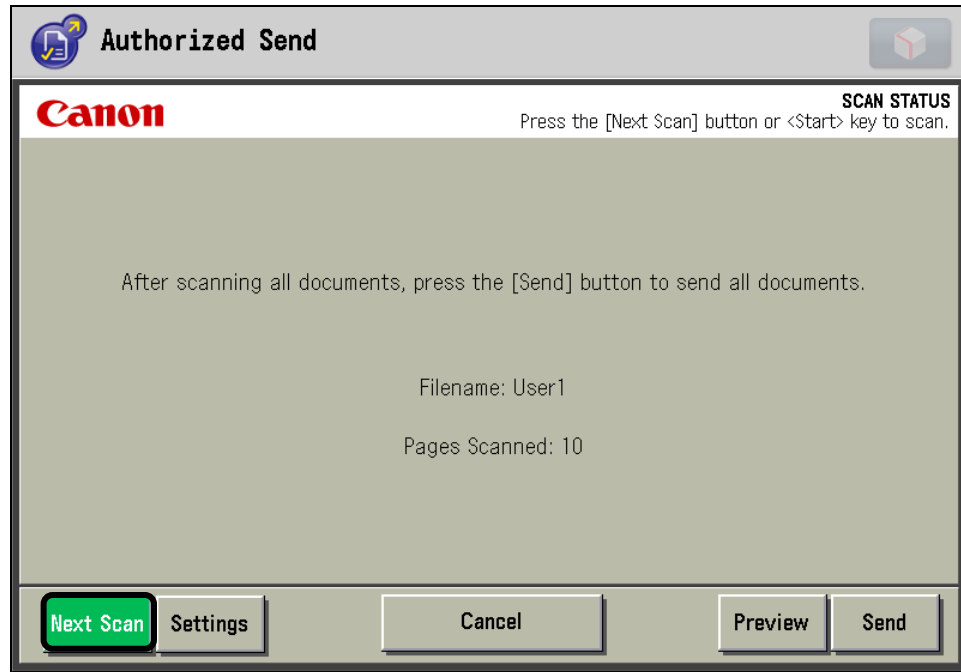 Authorized Send
Canon
SCAN STATUS
Press the [Next Scan] button or <Start> key to scan.
After scanning all documents, press the [Send] button to send all documents.
Filename: User1
Pages Scanned: 10
Next Scan Settings Cancel Preview Send